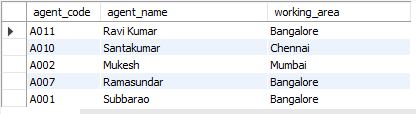 agent_code agent_name working_area
A011 Ravi Kumar Bangalore
A010 Santakumar Chennai
A002 Mukesh Mumbai
A007 Ramasundar Bangalore
A001 Subbarao Bangalore